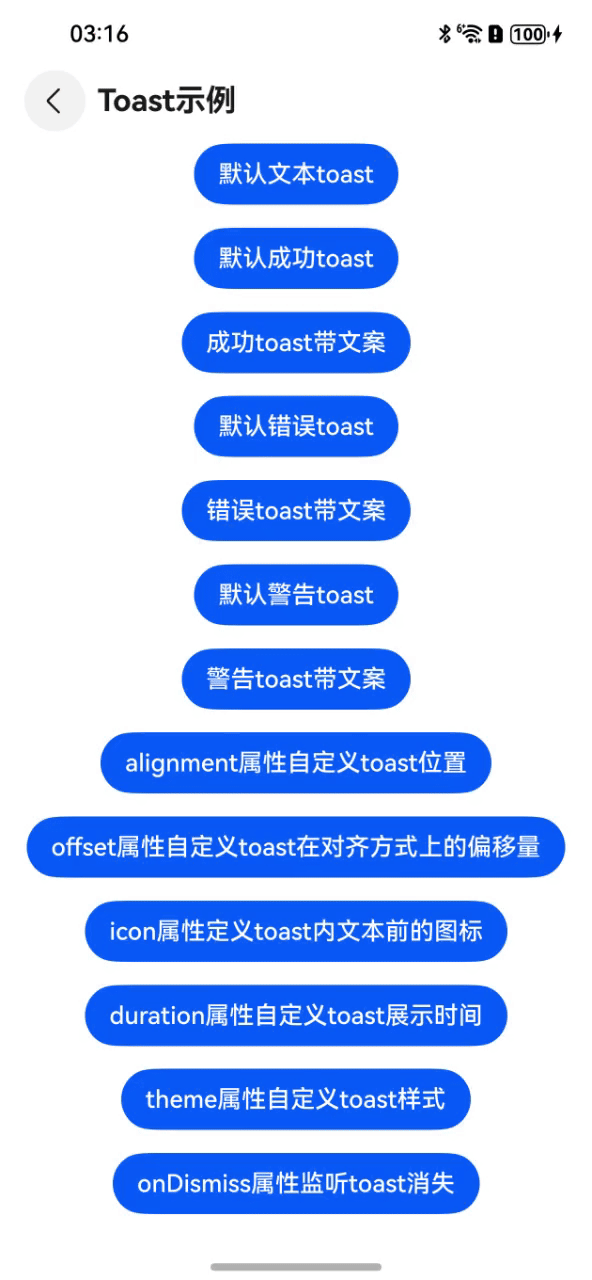 03:16
100
Toast示例
默认文本toast
默认成功toast
成功toast带文案
默认错误toast
错误toast带文案
默认警告toast
警告toast带文案
alignment属性自定义toast位置
offset属性自定义toast在对齐方式上的偏移量
icon属性定义toast内文本前的图标
duration属性自定义toast展示时间
theme属性自定义toast样式
onDismiss属性监听toast消失